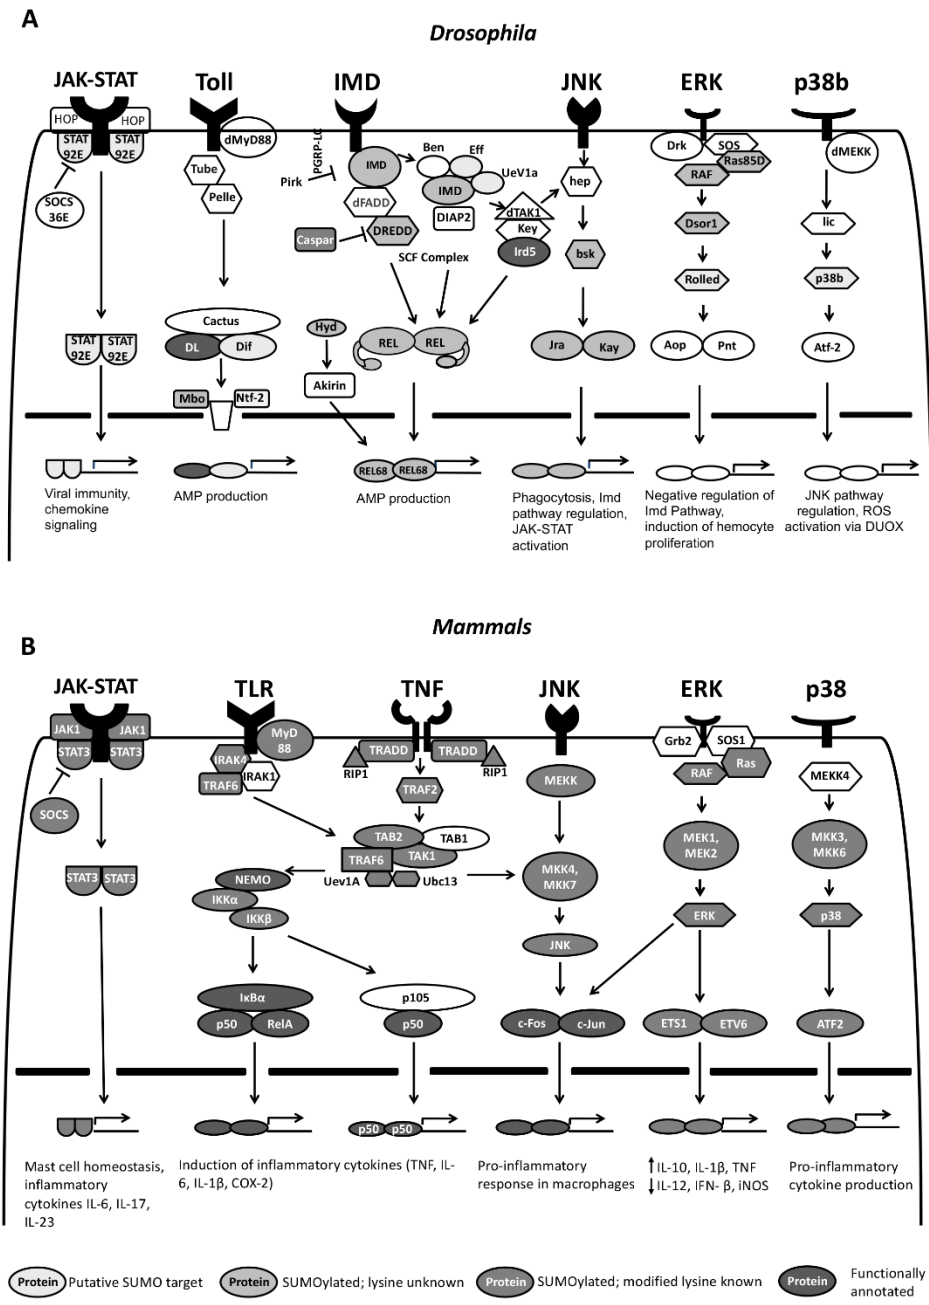 A
Drosophila
JAK-STAT
Toll
IMD
JNK
ERK
p38b
HOP
HOP
STAT
92E
STAT
92E
SOCS
36E
dMyD88
Tube
Pelle
PGRP-LC
Pirk
IMD
dFADD
DREDD
Caspar
Ben
Eff
UeV1a
IMD
DIAP2
dTAK1
Key
Ird5
SCF Complex
hep
bsk
Drk
SOS
Ras85D
RAF
Dsor1
Rolled
dMEKK
lic
p38b
STAT
92E
STAT
92E
Cactus
DL
Dif
Hyd
REL
REL
Jra
Kay
Aop
Pnt
Atf-2
Mbo
Ntf-2
Akirin
REL68
REL68
Viral immunity,
chemokine
signaling
AMP production
AMP production
Phagocytosis, Imd
pathway regulation,
JAK-STAT
activation
Negative regulation of
Imd Pathway,
induction of hemocyte
proliferation
JNK pathway
regulation, ROS
activation via DUOX
Mammals
B
JAK-STAT
TLR
TNF
JNK
ERK
p38
JAK1
JAK1
STAT3
STAT3
SOCS
MyD
88
IRAK4
IRAK1
TRAF6
TRADD
TRADD
RIP1
RIP1
TRAF2
MEKK
Grb2
SOS1
Ras
RAF
MEKK4
TAB2
TAB1
TRAF6
TAK1
Uev1A
Ubc13
MEK1,
MEK2
MKK3,
MKK6
STAT3
STAT3
NEMO
IKKα
IKKβ
MKK4,
MKK7
JNK
ERK
p38
IκBα
p50
RelA
p105
p50
c-Fos
c-Jun
ETS1
ETV6
ATF2
p50
p50
Mast cell homeostasis,
inflammatory
cytokines IL-6, IL-17,
IL-23
Induction of inflammatory cytokines (TNF, IL-
6, IL-1β, COX-2)
Pro-inflammatory
response in macrophages
IL-10, IL-1β, TNF
IL-12, IFN- β, iNOS
Pro-inflammatory
cytokine production
Protein
Putative SUMO target
Protein
SUMOylated; lysine unknown
Protein
SUMOylated; modified lysine known
Protein
Functionally
annotated